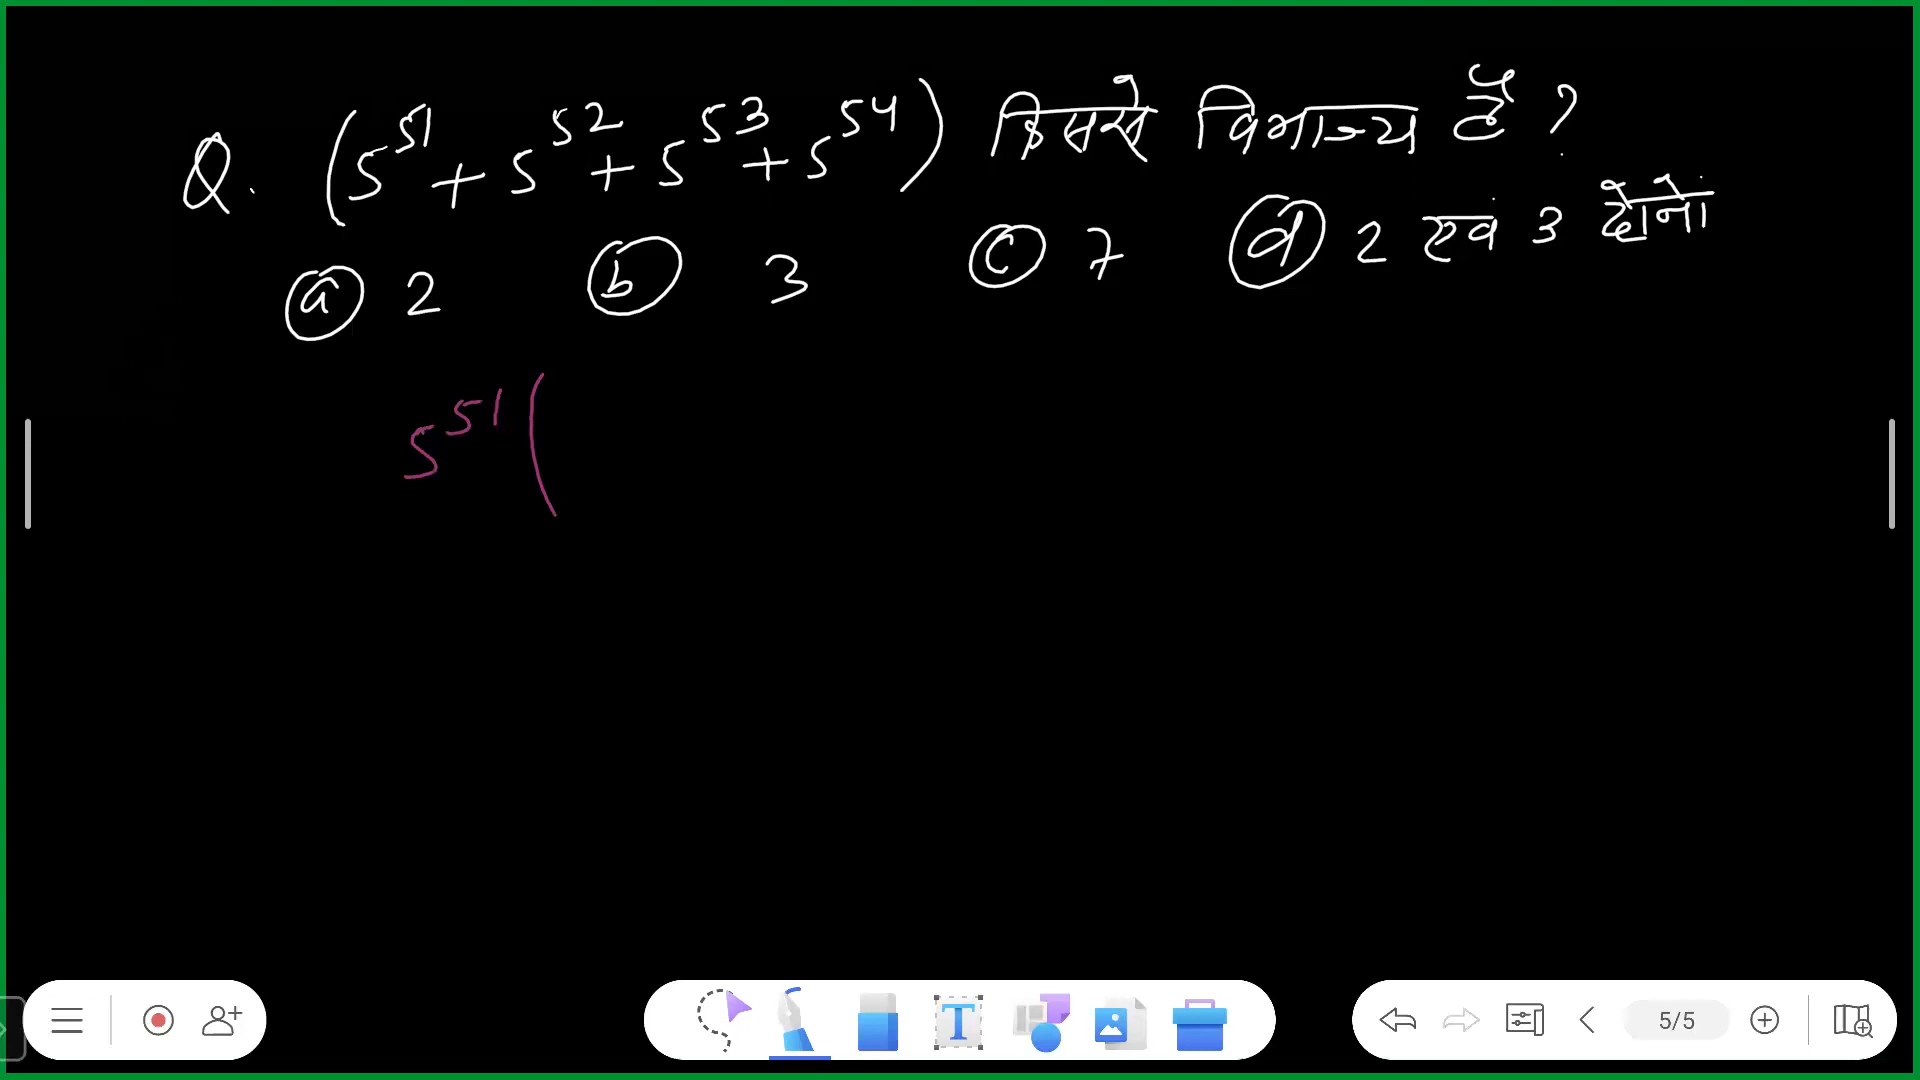 Q. (5^51 + 5^52 + 5^53 + 5^54) किससे विभाज्य है ?
(a) 2 (b) 3 (c) 7 (d) 2 एवं 3 दोनों
5^51 (
T
5/5